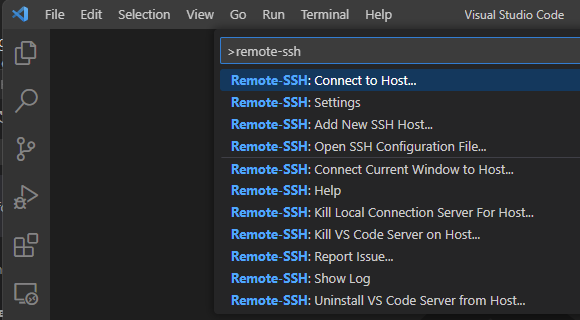 File Edit Selection View Go Run Terminal Help Visual Studio Code
>remote-ssh
Remote-SSH: Connect to Host...
Remote-SSH: Settings
Remote-SSH: Add New SSH Host...
Remote-SSH: Open SSH Configuration File...
Remote-SSH: Connect Current Window to Host...
Remote-SSH: Help
Remote-SSH: Kill Local Connection Server For Host...
Remote-SSH: Kill VS Code Server on Host...
Remote-SSH: Report Issue...
Remote-SSH: Show Log
Remote-SSH: Uninstall VS Code Server from Host...